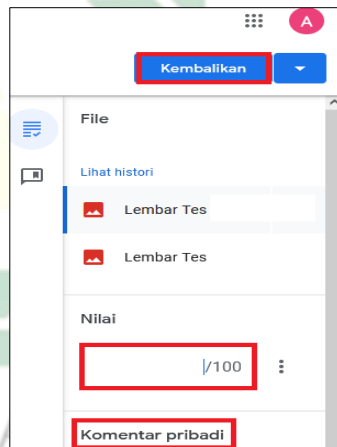 A
Kembalikan
File
Lihat histori
Lembar Tes
Lembar Tes
Nilai
/100
Komentar pribadi